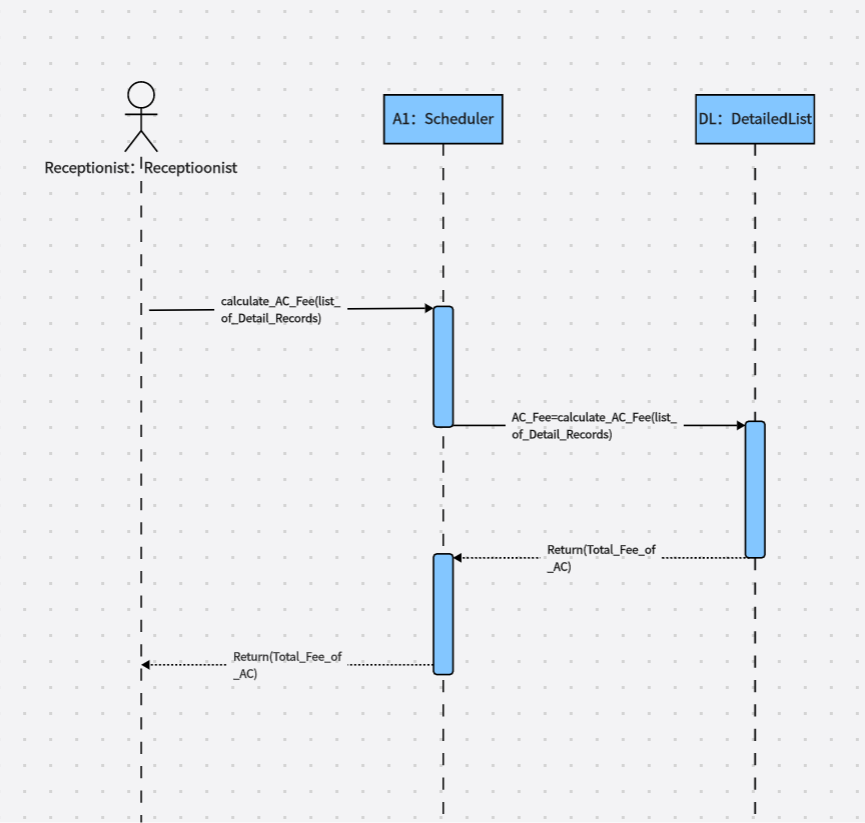 Receptionist：Receptioonist
A1：Scheduler
DL：DetailedList
calculate_AC_Fee(list_
of_Detail_Records)
AC_Fee=calculate_AC_Fee(list_
of_Detail_Records)
Return(Total_Fee_of
_AC)
Return(Total_Fee_of
_AC)